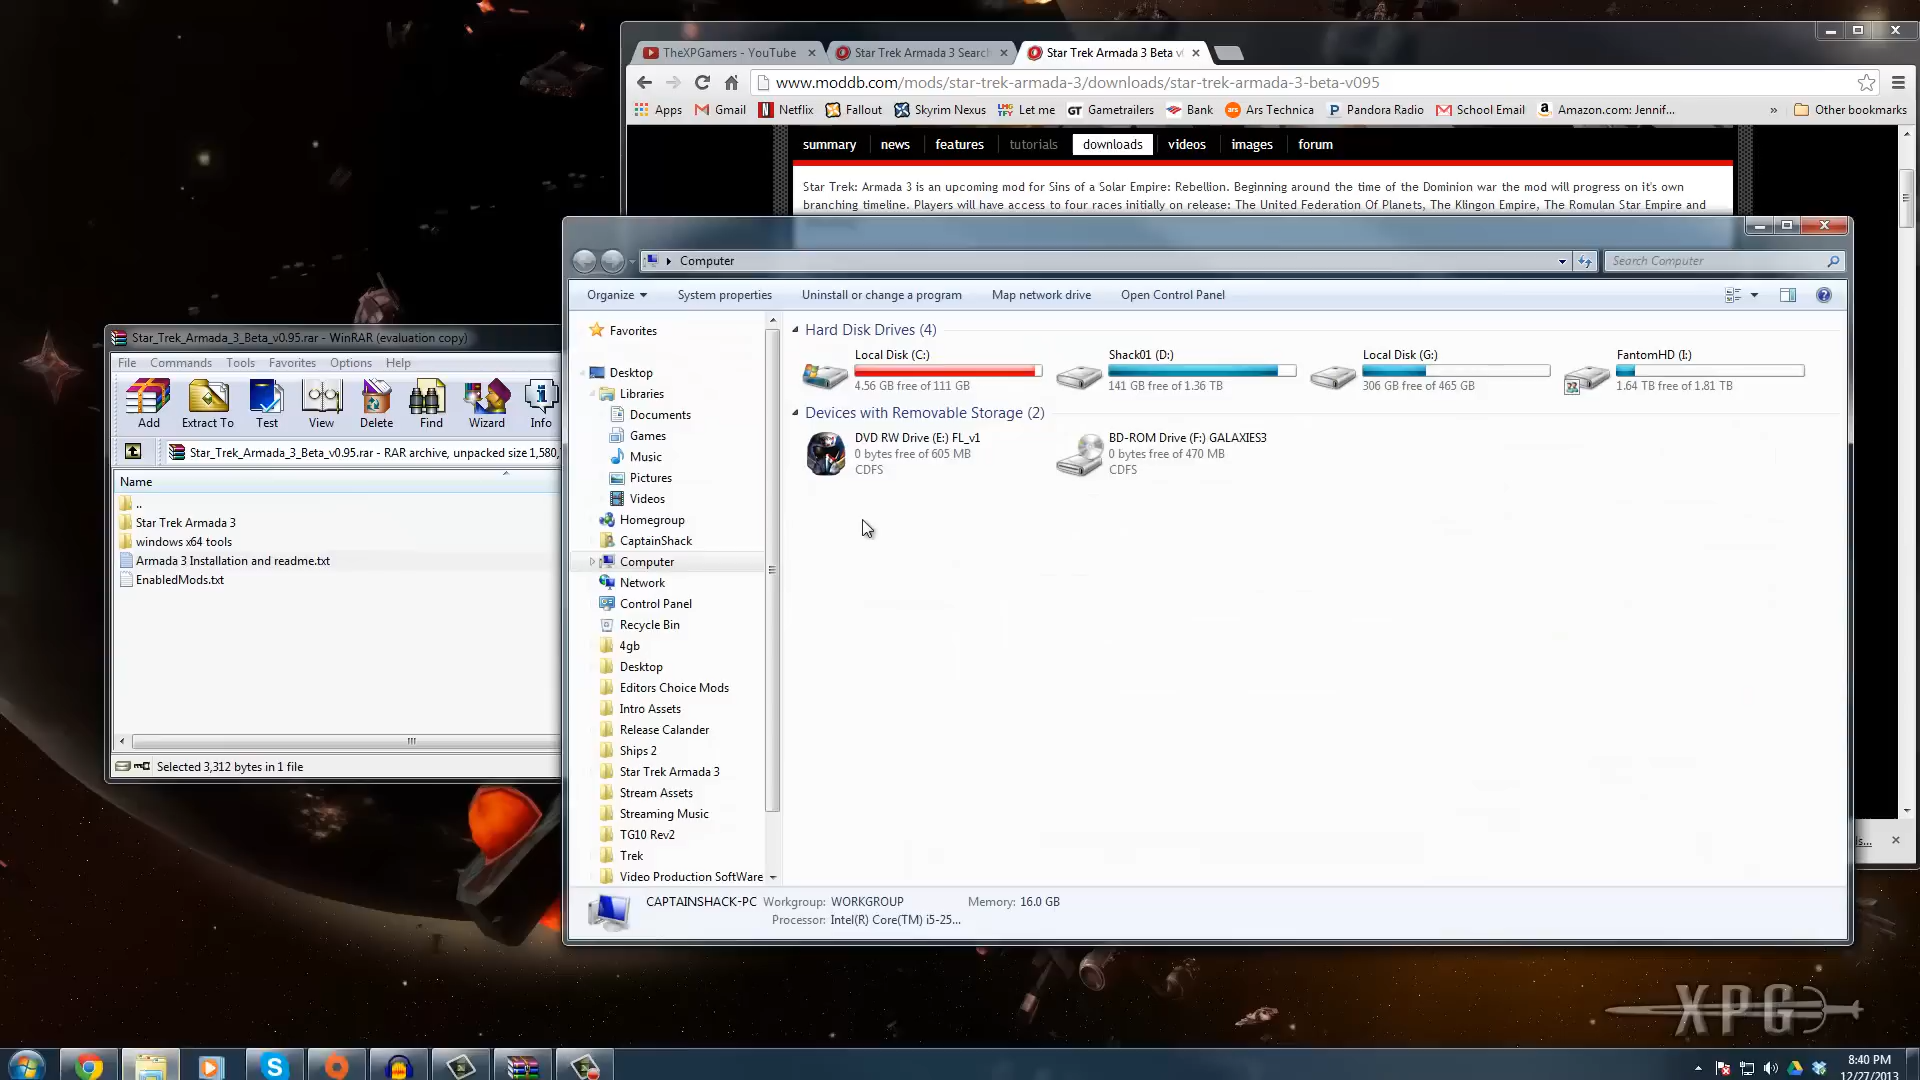 TheXPGamers - YouTube
Star Trek Armada 3 Search
Star Trek Armada 3 Beta v
www.moddb.com/mods/star-trek-armada-3/downloads/star-trek-armada-3-beta-v095
Apps Gmail Netflix Fallout Skyrim Nexus Let me Gametrailers Bank Ars Technica Pandora Radio School Email Amazon.com: Jennif... » Other bookmarks
summary news features tutorials downloads videos images forum
Star Trek: Armada 3 is an upcoming mod for Sins of a Solar Empire: Rebellion. Beginning around the time of the Dominion war the mod will progress on it's own
branching timeline. Players will have access to four races initially on release: The United Federation Of Planets, The Klingon Empire, The Romulan Star Empire and
Computer
Search Computer
Organize System properties Uninstall or change a program Map network drive Open Control Panel
Favorites
Desktop
Libraries
Documents
Games
Music
Pictures
Videos
Homegroup
CaptainShack
Computer
Network
Control Panel
Recycle Bin
4gb
Desktop
Editors Choice Mods
Intro Assets
Release Calander
Ships 2
Star Trek Armada 3
Stream Assets
Streaming Music
TG10 Rev2
Trek
Video Production SoftWare
Hard Disk Drives (4)
Local Disk (C:)
4.56 GB free of 111 GB
Shack01 (D:)
141 GB free of 1.36 TB
Local Disk (G:)
306 GB free of 465 GB
FantomHD (I:)
1.64 TB free of 1.81 TB
Devices with Removable Storage (2)
DVD RW Drive (E:) FL_v1
0 bytes free of 605 MB
CDFS
BD-ROM Drive (F:) GALAXIES3
0 bytes free of 470 MB
CDFS
CAPTAINSHACK-PC Workgroup: WORKGROUP Memory: 16.0 GB
Processor: Intel(R) Core(TM) i5-25...
Star_Trek_Armada_3_Beta_v0.95.rar - WinRAR (evaluation copy)
File Commands Tools Favorites Options Help
Add Extract To Test View Delete Find Wizard Info
Star_Trek_Armada_3_Beta_v0.95.rar - RAR archive, unpacked size 1,580,
Name
..
Star Trek Armada 3
windows x64 tools
Armada 3 Installation and readme.txt
EnabledMods.txt
Selected 3,312 bytes in 1 file
XPG
8:40 PM
12/27/2013